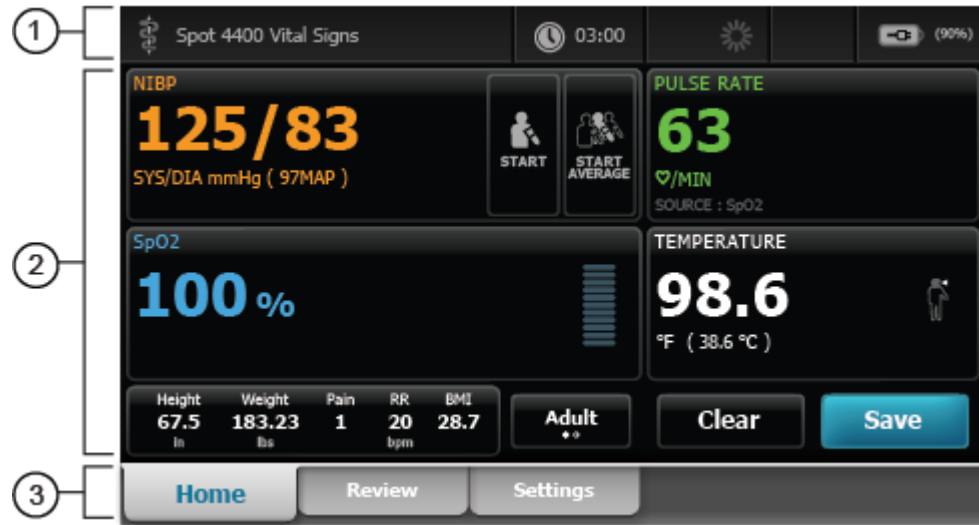 1
Spot 4400 Vital Signs
03:00
(90%)
2
NIBP
125/83
SYS/DIA mmHg ( 97MAP )
START
START
AVERAGE
PULSE RATE
63
♡/MIN
SOURCE : SpO2
SpO2
100 %
TEMPERATURE
98.6
°F ( 38.6 °C )
Height Weight Pain RR BMI
67.5 183.23 1 20 28.7
in lbs bpm
Adult
Clear
Save
3
Home
Review
Settings